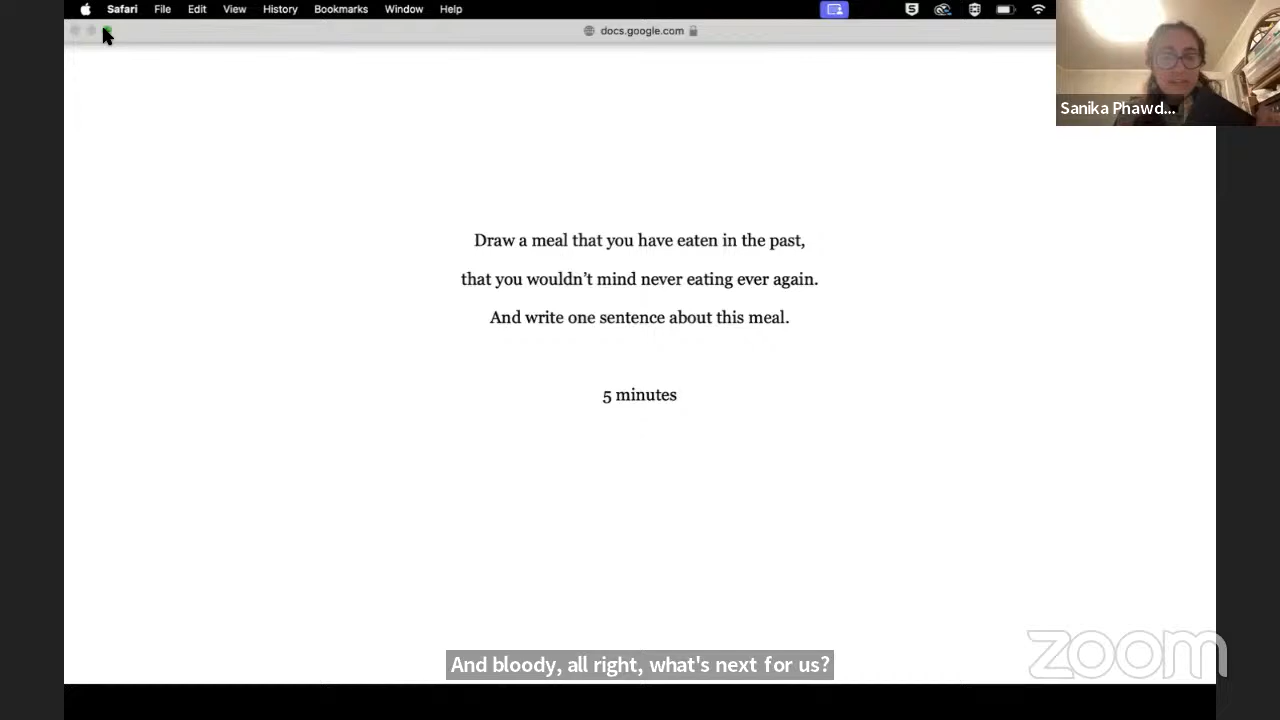 Safari File Edit View History Bookmarks Window Help
docs.google.com
Sanika Phawd...
Draw a meal that you have eaten in the past,
that you wouldn't mind never eating ever again.
And write one sentence about this meal.
5 minutes
And bloody, all right, what's next for us?
zoom